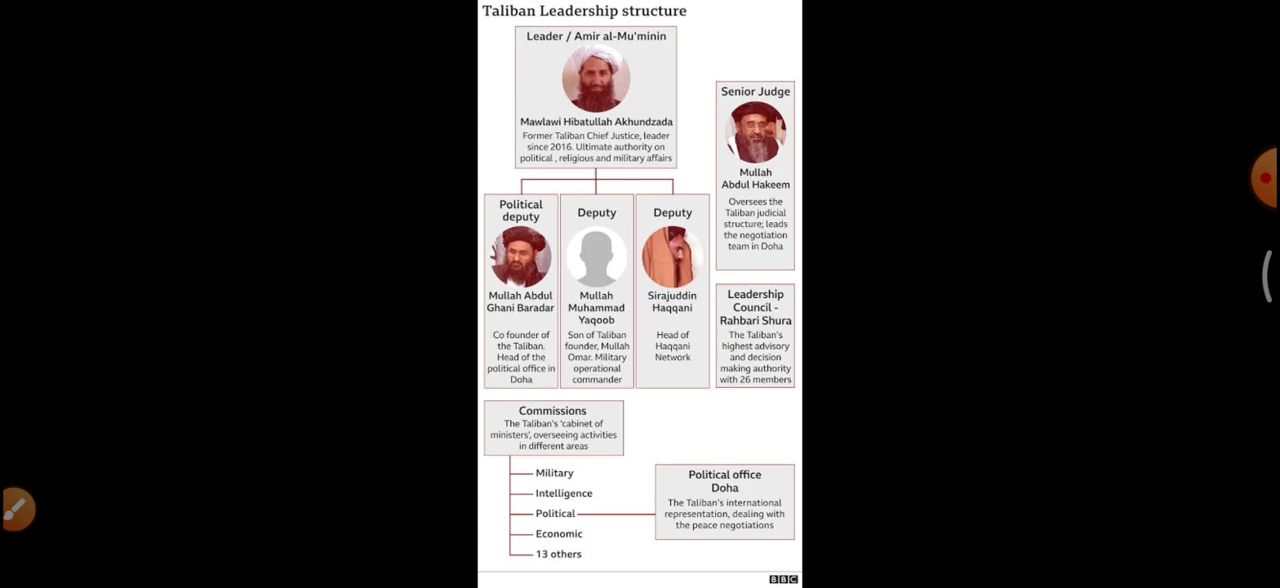 Taliban Leadership structure
Leader / Amir al-Mu'minin
Mawlawi Hibatullah Akhundzada
Former Taliban Chief Justice, leader
since 2016. Ultimate authority on
political , religious and military affairs
Senior Judge
Mullah
Abdul Hakeem
Oversees the
Taliban judicial
structure; leads
the negotiation
team in Doha
Political
deputy
Mullah Abdul
Ghani Baradar
Co founder of
the Taliban.
Head of the
political office in
Doha
Deputy
Mullah
Muhammad
Yaqoob
Son of Taliban
founder, Mullah
Omar. Military
operational
commander
Deputy
Sirajuddin
Haqqani
Head of
Haqqani
Network
Leadership
Council -
Rahbari Shura
The Taliban's
highest advisory
and decision
making authority
with 26 members
Commissions
The Taliban's 'cabinet of
ministers', overseeing activities
in different areas
Military
Intelligence
Political
Economic
13 others
Political office
Doha
The Taliban's international
representation, dealing with
the peace negotiations
BBC